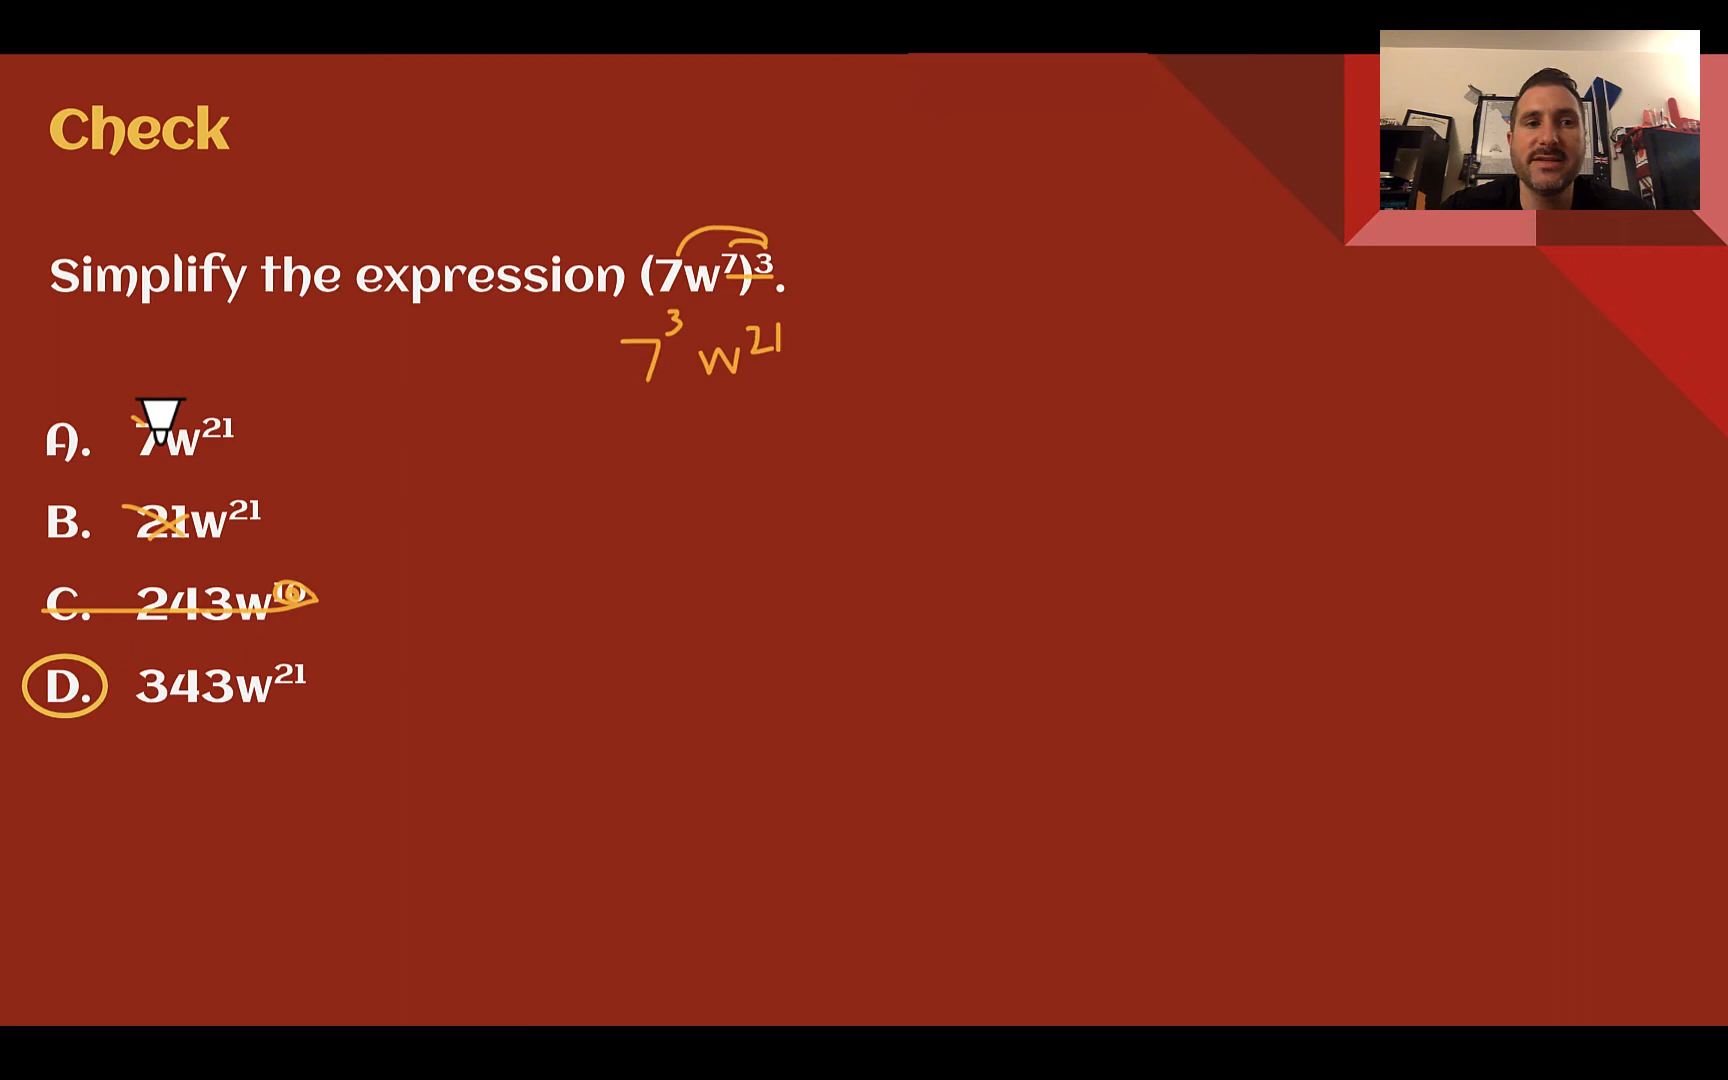 Check
Simplify the expression (7w⁷)³.
7³ w²¹
A. 7w²¹
B. 21w²¹
C. 243w¹⁰
D. 343w²¹